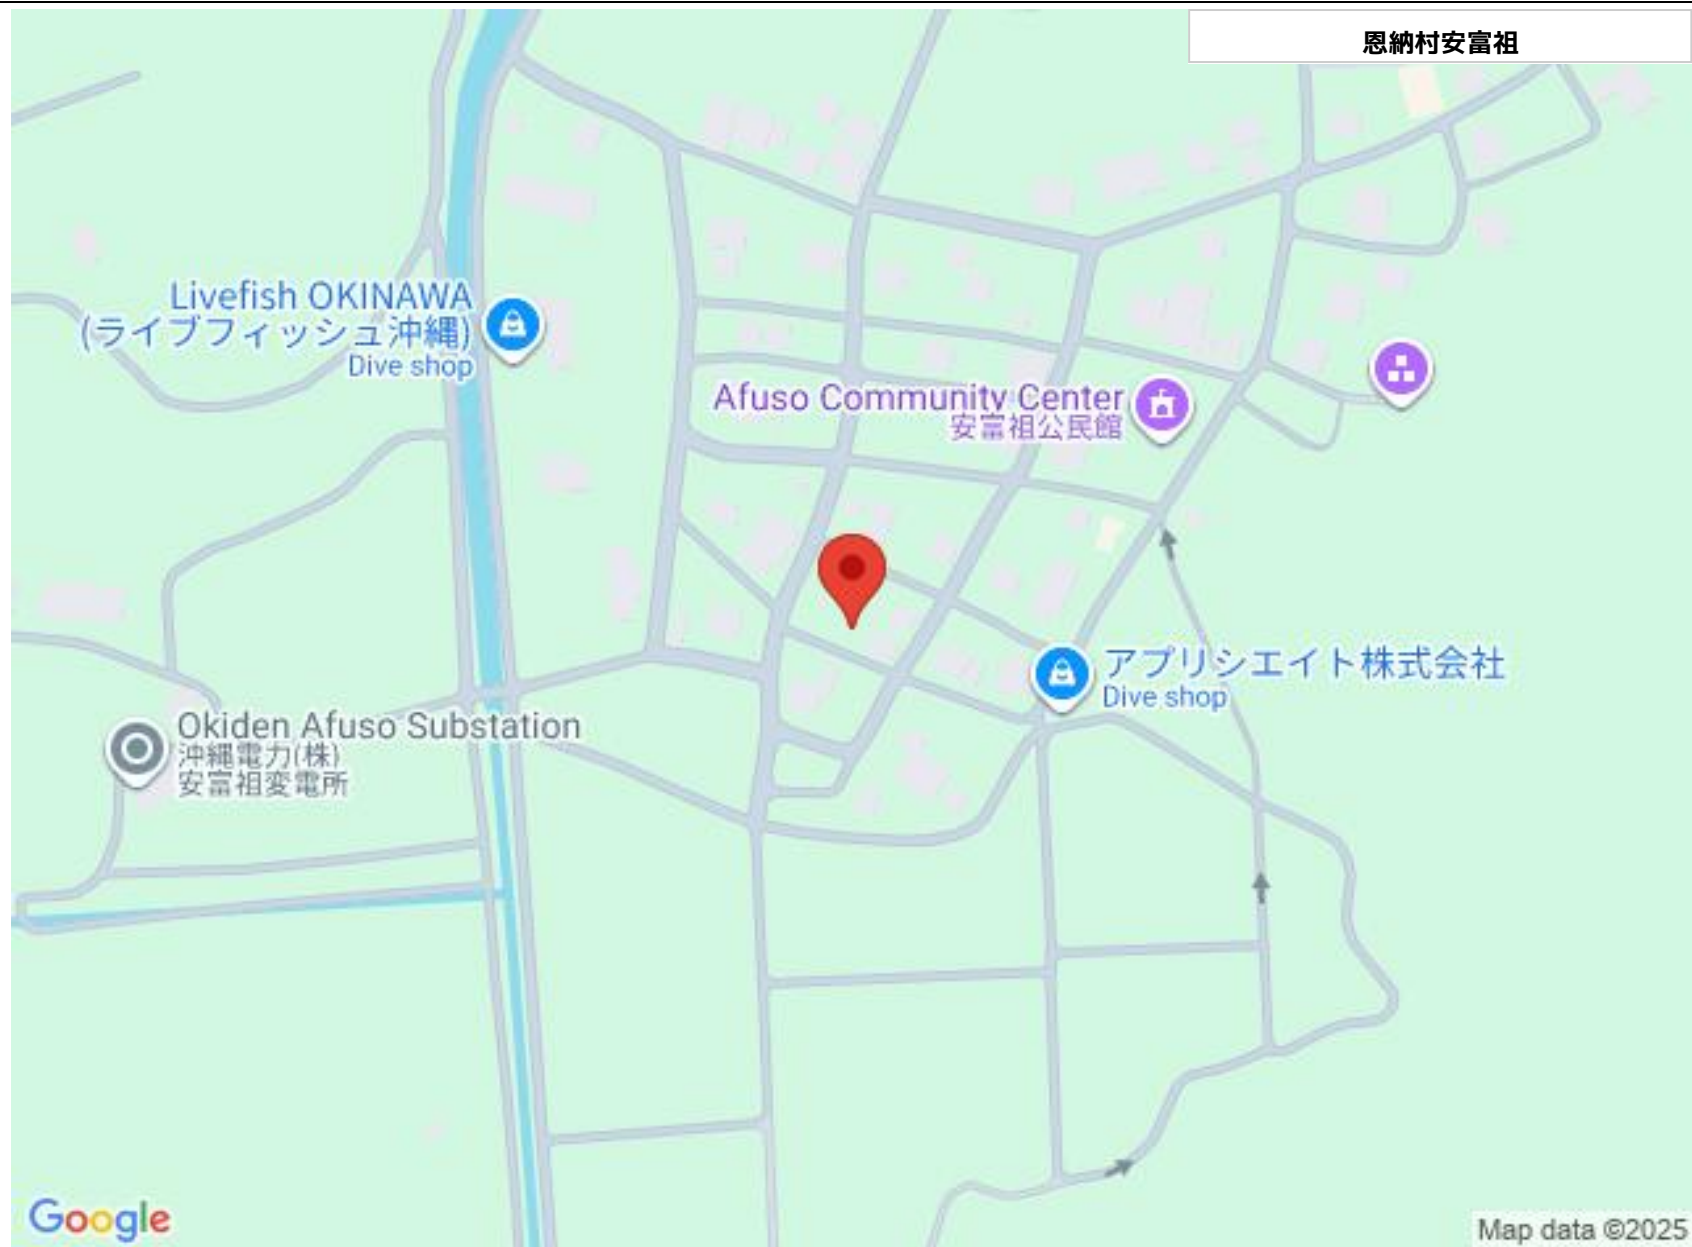 恩納村安富祖
Livefish OKINAWA
(ライブフィッシュ沖縄)
Dive shop
Afuso Community Center
安富祖公民館
アプリシエイト株式会社
Dive shop
Okiden Afuso Substation
沖縄電力(株)
安富祖変電所
Google
Map data ©2025